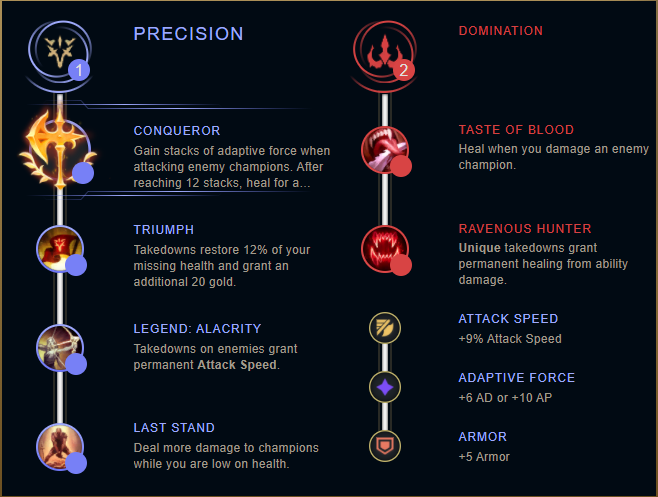 PRECISION
1
CONQUEROR
Gain stacks of adaptive force when
attacking enemy champions. After
reaching 12 stacks, heal for a...
TRIUMPH
Takedowns restore 12% of your
missing health and grant an
additional 20 gold.
LEGEND: ALACRITY
Takedowns on enemies grant
permanent Attack Speed.
LAST STAND
Deal more damage to champions
while you are low on health.
DOMINATION
2
TASTE OF BLOOD
Heal when you damage an enemy
champion.
RAVENOUS HUNTER
Unique takedowns grant
permanent healing from ability
damage.
ATTACK SPEED
+9% Attack Speed
ADAPTIVE FORCE
+6 AD or +10 AP
ARMOR
+5 Armor